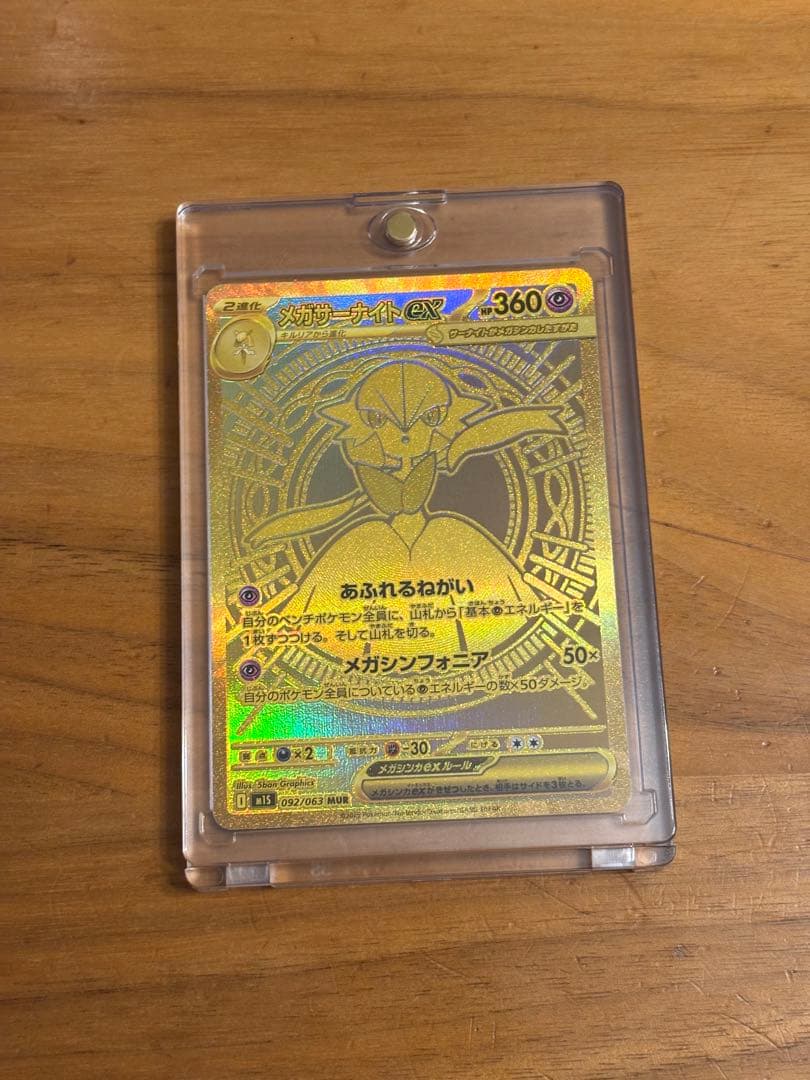 2進化
メガサーナイトex
HP360
キルリアから進化
サーナイトがメガシンカしたすがた
あふれるねがい
自分のベンチポケモン全員に、山札から「基本超エネルギー」を
1枚ずつつける。そして山札を切る。
メガシンフォニア 50×
自分のポケモン全員についている超エネルギーの数×50ダメージ。
弱点 ×2 抵抗力 -30 にげる
メガシンカexルール
メガシンカexがきぜつしたとき、相手はサイドを3枚とる。
Illus. 5ban Graphics
I m1S 092/063 MUR